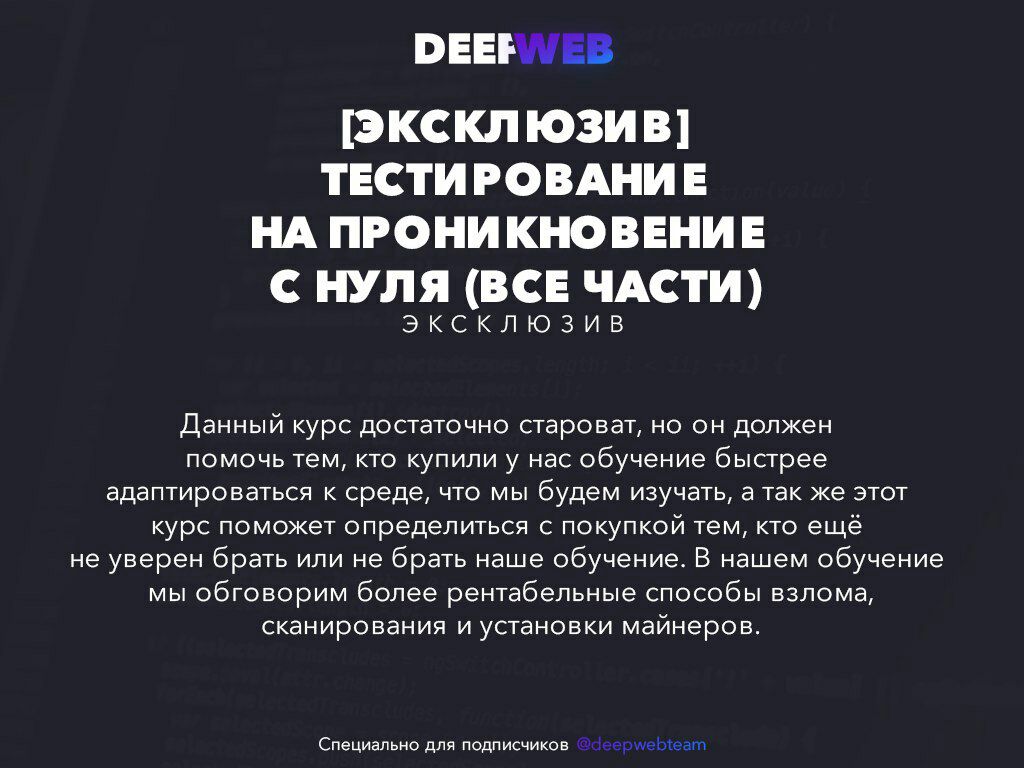 DEEPWEB
[ЭКСКЛЮЗИВ]
ТЕСТИРОВАНИЕ
НА ПРОНИКНОВЕНИЕ
С НУЛЯ (ВСЕ ЧАСТИ)
ЭКСКЛЮЗИВ
Данный курс достаточно староват, но он должен
помочь тем, кто купили у нас обучение быстрее
адаптироваться к среде, что мы будем изучать, а так же этот
курс поможет определиться с покупкой тем, кто ещё
не уверен брать или не брать наше обучение. В нашем обучение
мы обговорим более рентабельные способы взлома,
сканирования и установки майнеров.
Специально для подписчиков @deepwebteam